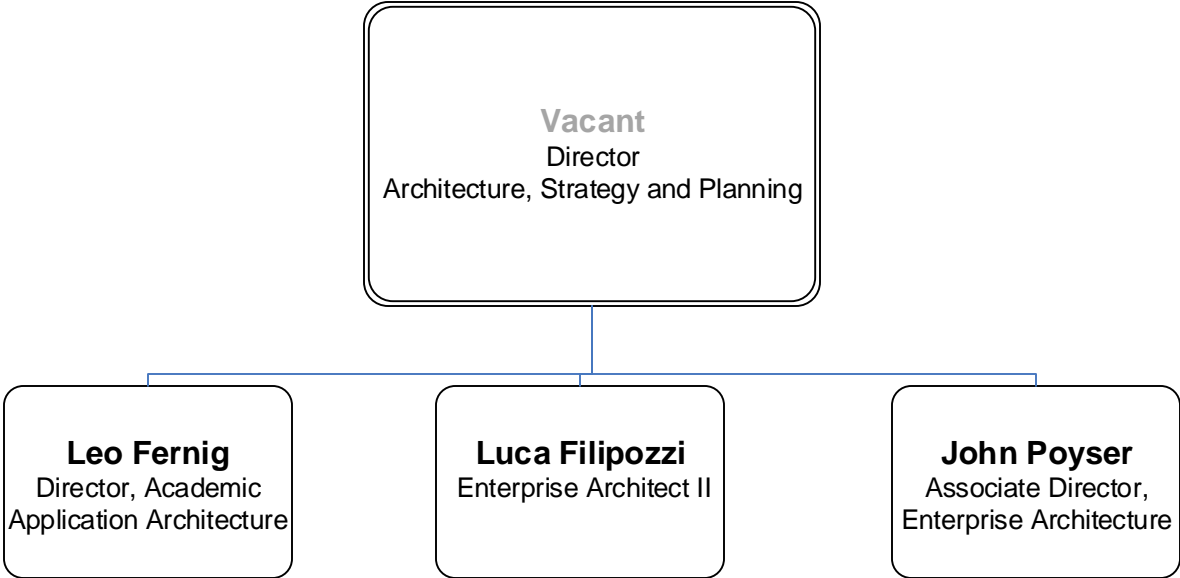 Vacant
Director
Architecture, Strategy and Planning
Leo Fernig
Director, Academic
Application Architecture
Luca Filipozzi
Enterprise Architect II
John Poyser
Associate Director,
Enterprise Architecture